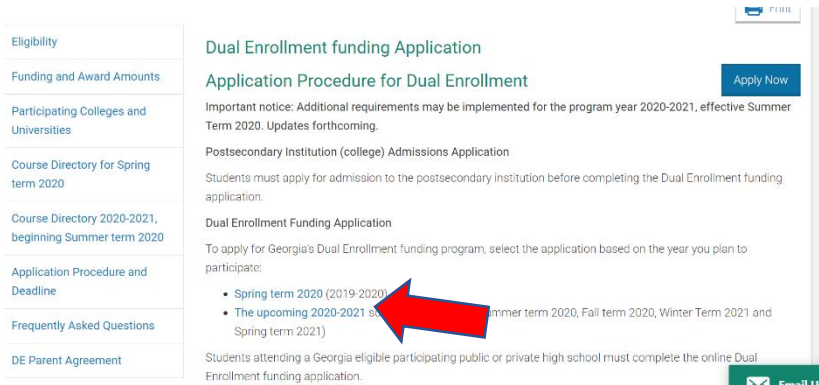 Print
Eligibility
Funding and Award Amounts
Participating Colleges and
Universities
Course Directory for Spring
term 2020
Course Directory 2020-2021,
beginning Summer term 2020
Application Procedure and
Deadline
Frequently Asked Questions
DE Parent Agreement
Dual Enrollment funding Application
Application Procedure for Dual Enrollment
Apply Now
Important notice: Additional requirements may be implemented for the program year 2020-2021, effective Summer
Term 2020. Updates forthcoming.
Postsecondary Institution (college) Admissions Application
Students must apply for admission to the postsecondary institution before completing the Dual Enrollment funding
application.
Dual Enrollment Funding Application
To apply for Georgia's Dual Enrollment funding program, select the application based on the year you plan to
participate:
• Spring term 2020 (2019-2020)
• The upcoming 2020-2021 term 2020, Fall term 2020, Winter Term 2021 and
Spring term 2021)
Students attending a Georgia eligible participating public or private high school must complete the online Dual
Enrollment funding application.
Email